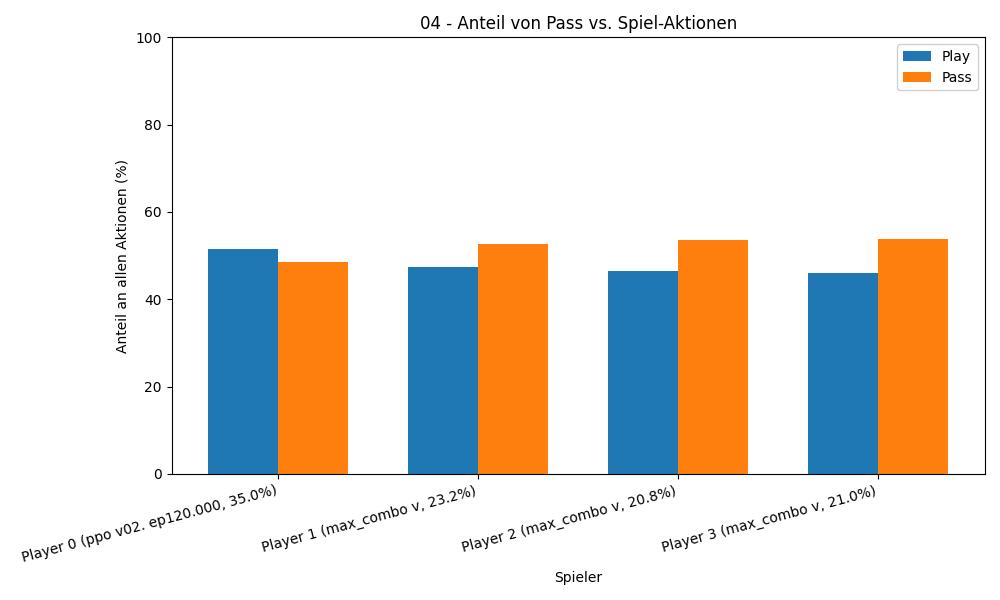 04 - Anteil von Pass vs. Spiel-Aktionen
Play
Pass
Anteil an allen Aktionen (%)
100
80
60
40
20
0
Player 0 (ppo v02. ep120.000, 35.0%)
Player 1 (max_combo v, 23.2%)
Player 2 (max_combo v, 20.8%)
Player 3 (max_combo v, 21.0%)
Spieler